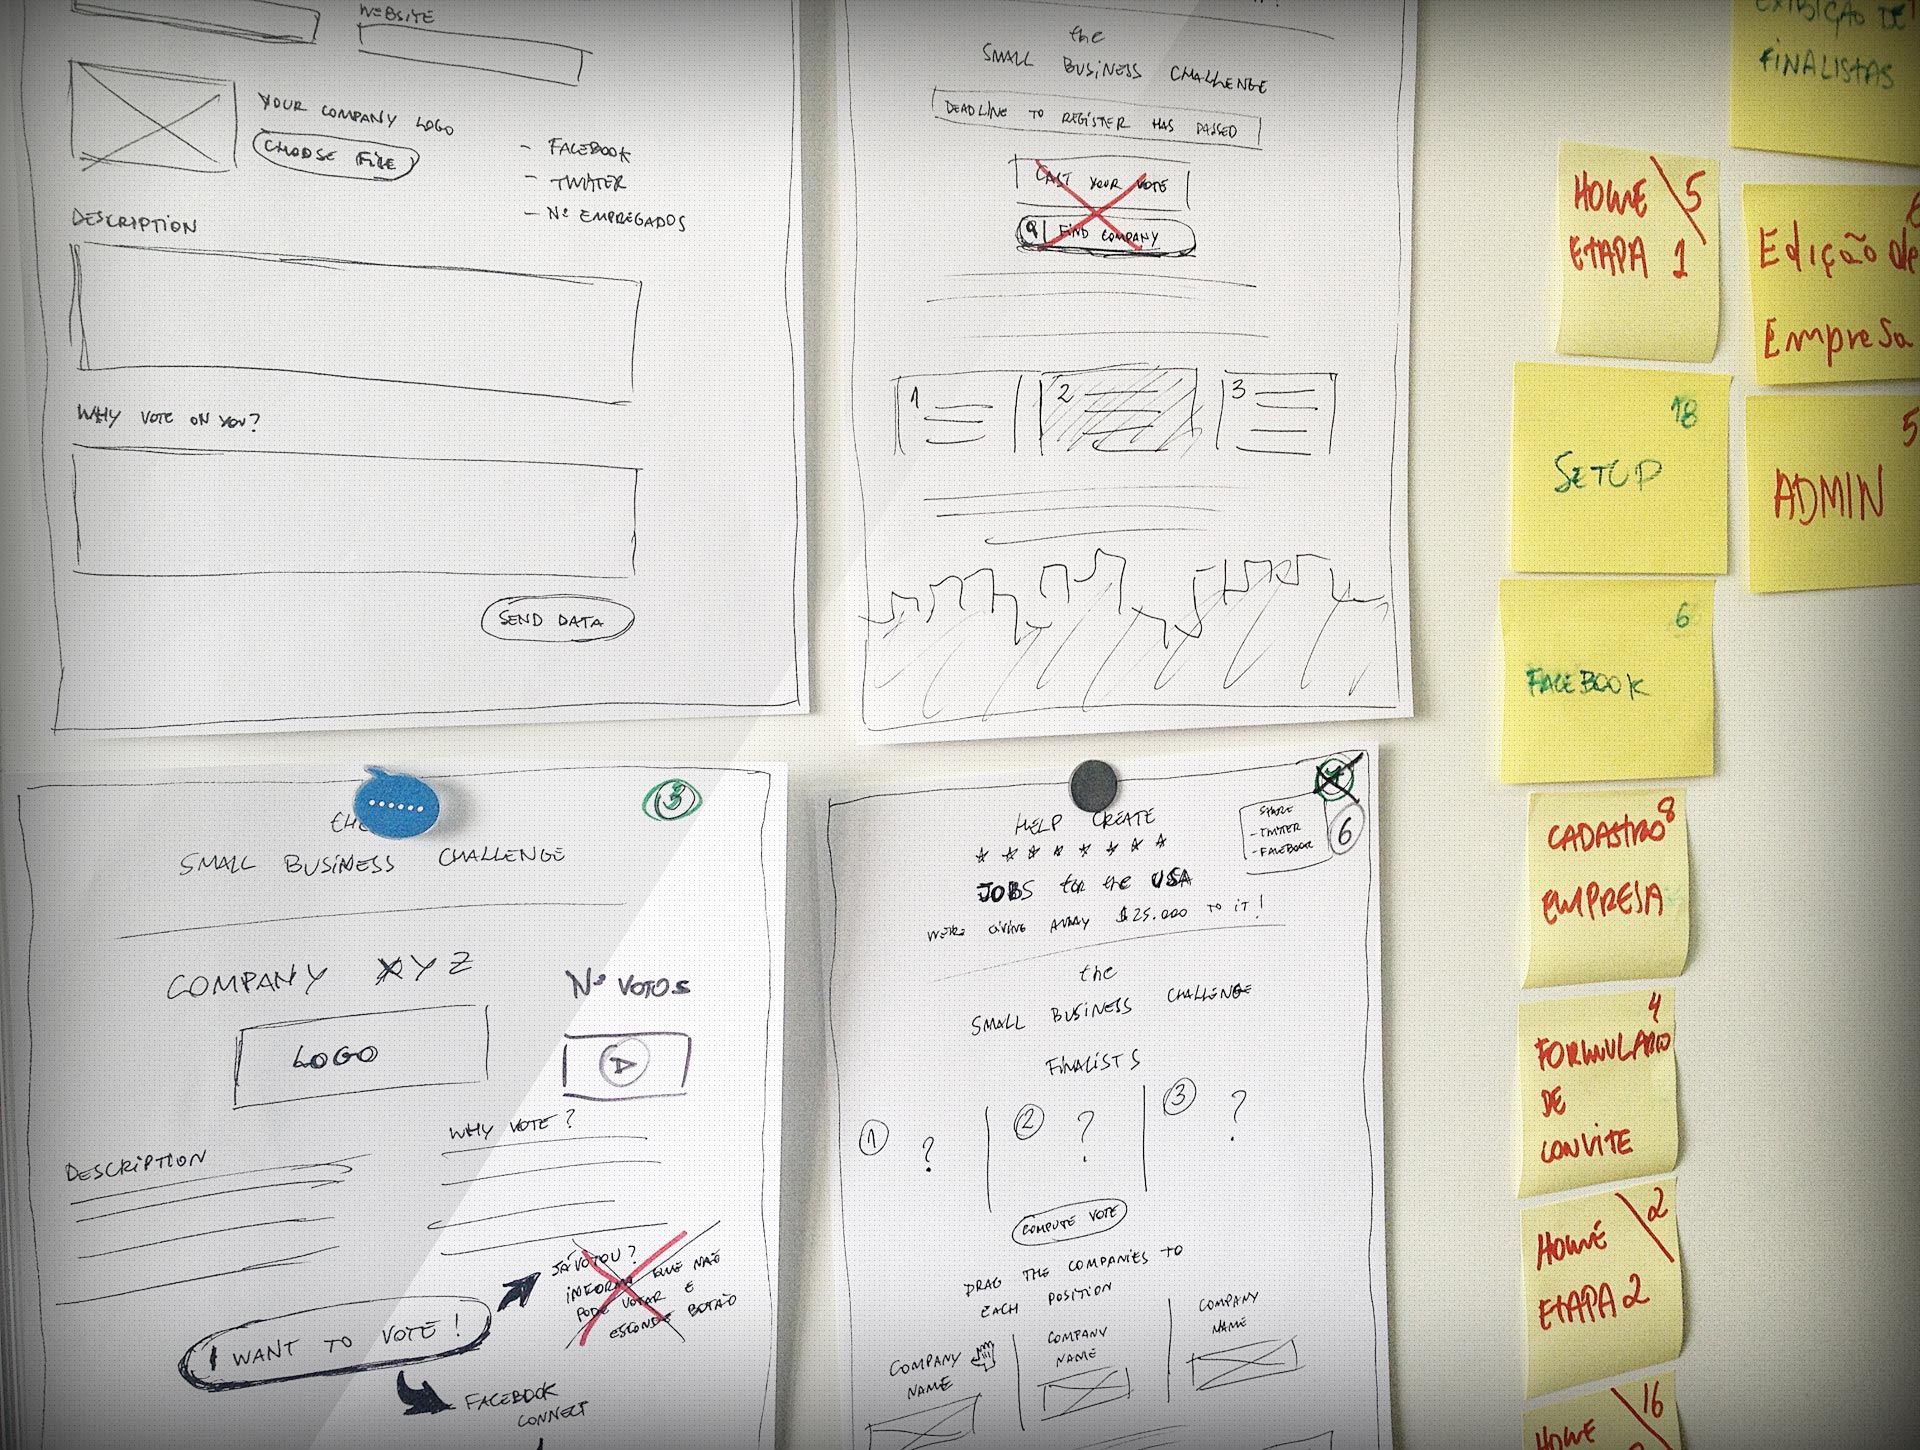 WEBSITE
YOUR COMPANY LOGO
CHOOSE FILE
- FACEBOOK
- TWITTER
- Nº EMPREGADOS
DESCRIPTION
WHY VOTE ON YOU?
SEND DATA
the
SMALL BUSINESS CHALLENGE
DEADLINE TO REGISTER HAS PASSED
CAST YOUR VOTE
FIND COMPANY
1
2
3
3
SMALL BUSINESS CHALLENGE
COMPANY XYZ
Nº VOTOS
LOGO
WHY VOTE?
DESCRIPTION
JÁ VOTOU?
INFORMA QUE NÃO
PODE VOTAR E
ESCONDE BOTÃO
I WANT TO VOTE!
FACEBOOK
CONNECT
HELP CREATE
JOBS for the USA
WE'RE GIVING AWAY $25.000 TO IT!
SHARE
- TWITTER
- FACEBOOK
6
the
SMALL BUSINESS CHALLENGE
FINALISTS
1 ?
2 ?
3 ?
COMPUTE VOTE
DRAG THE COMPANIES TO
EACH POSITION
COMPANY
NAME
COMPANY
NAME
COMPANY
NAME
EXIBIÇÃO DE
FINALISTAS
HOME 5
ETAPA 1
Edição de
Empresa
18
SETUP
5
ADMIN
6
FACEBOOK
8
CADASTRO
EMPRESA
4
FORMULÁRIO
DE
CONVITE
HOME 2
ETAPA 2
HOME 16